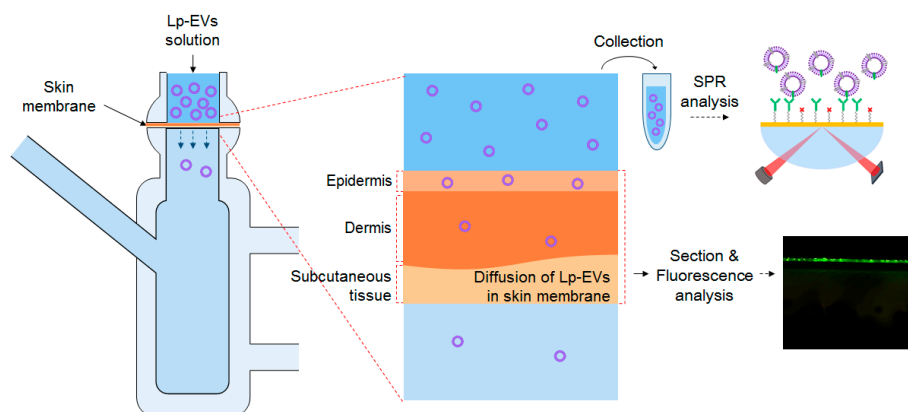 Lp-EVs
solution
Skin
membrane
Collection
SPR
analysis
Epidermis
Dermis
Subcutaneous
tissue
Diffusion of Lp-EVs
in skin membrane
Section &
Fluorescence
analysis